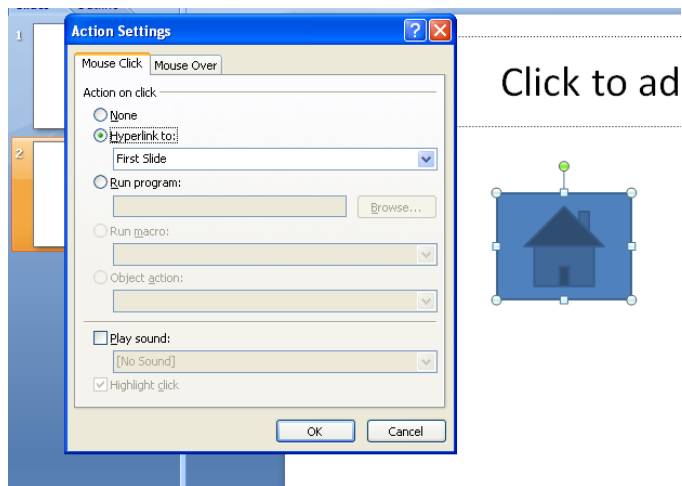 1
2
Action Settings
Mouse Click Mouse Over
Action on click
None
Hyperlink to:
First Slide
Run program:
Browse...
Run macro:
Object action:
Play sound:
[No Sound]
Highlight click
OK Cancel
Click to ad